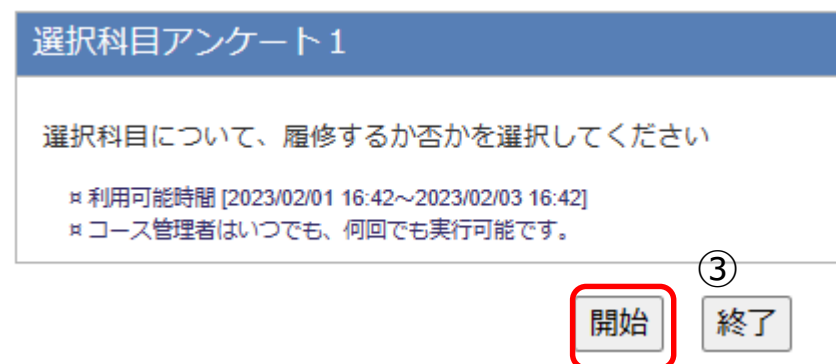 選択科目アンケート1
選択科目について、履修するか否かを選択してください
¤ 利用可能時間 [2023/02/01 16:42～2023/02/03 16:42]
¤ コース管理者はいつでも、何回でも実行可能です。
③
開始 終了